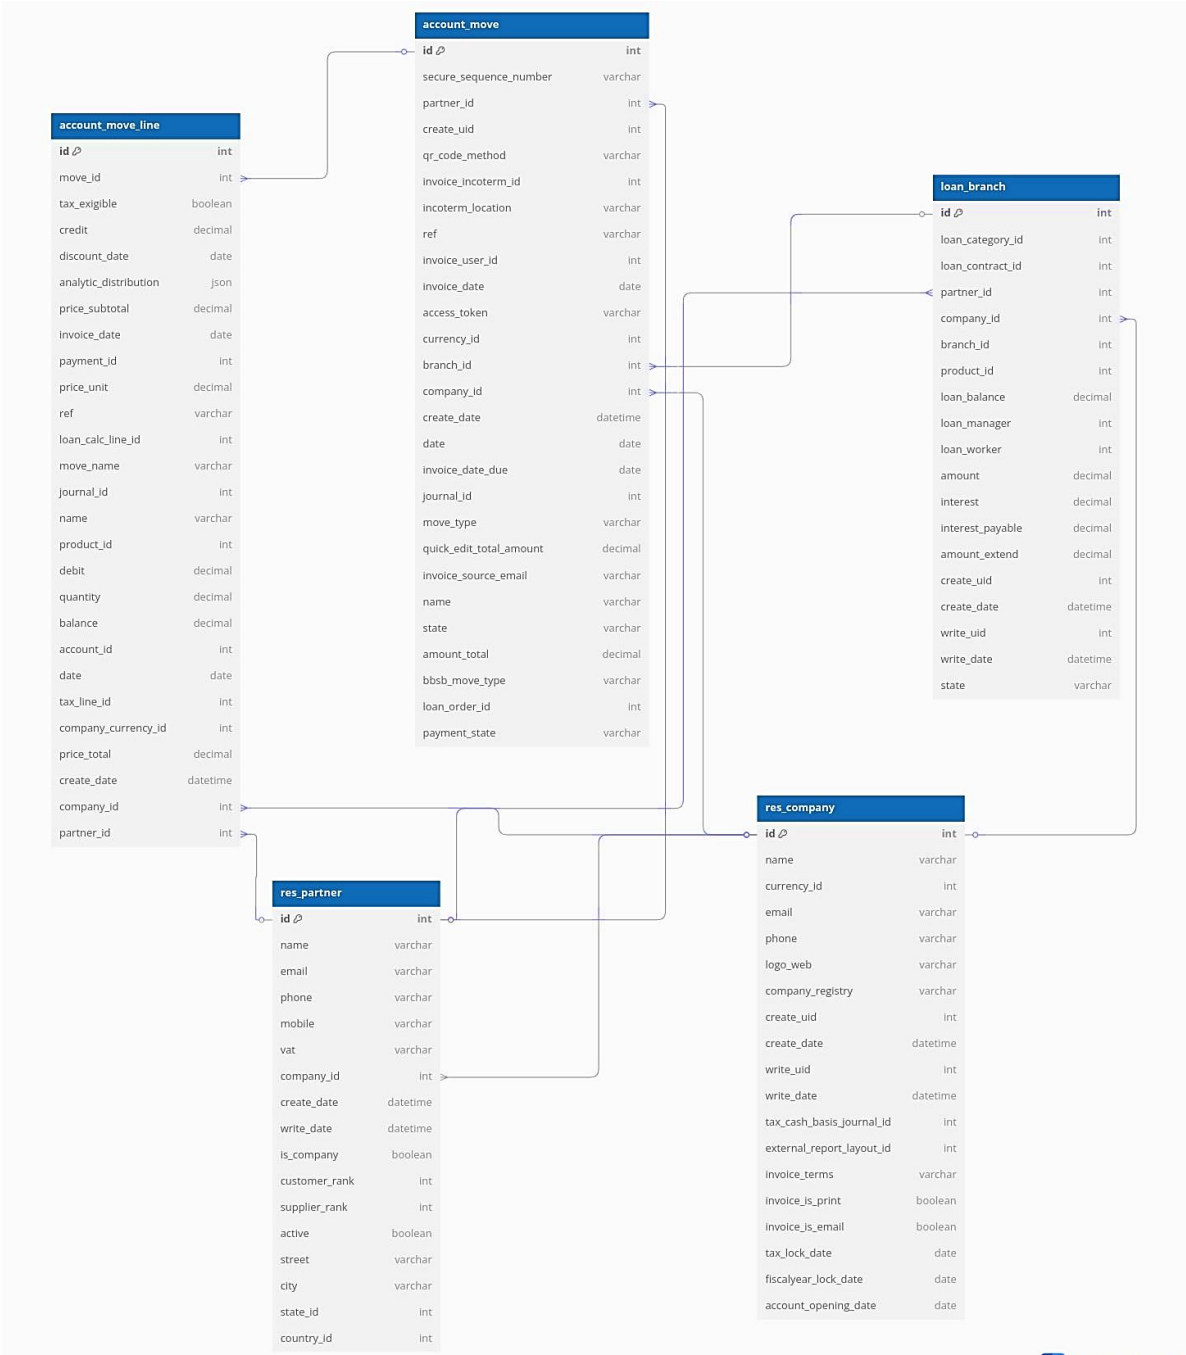 account_move
id int
secure_sequence_number varchar
partner_id int
create_uid int
qr_code_method varchar
invoice_incoterm_id int
incoterm_location varchar
ref varchar
invoice_user_id int
invoice_date date
access_token varchar
currency_id int
branch_id int
company_id int
create_date datetime
date date
invoice_date_due date
journal_id int
move_type varchar
quick_edit_total_amount decimal
invoice_source_email varchar
name varchar
state varchar
amount_total decimal
bbsb_move_type varchar
loan_order_id int
payment_state varchar
account_move_line
id int
move_id int
tax_exigible boolean
credit decimal
discount_date date
analytic_distribution json
price_subtotal decimal
invoice_date date
payment_id int
price_unit decimal
ref varchar
loan_calc_line_id int
move_name varchar
journal_id int
name varchar
product_id int
debit decimal
quantity decimal
balance decimal
account_id int
date date
tax_line_id int
company_currency_id int
price_total decimal
create_date datetime
company_id int
partner_id int
loan_branch
id int
loan_category_id int
loan_contract_id int
partner_id int
company_id int
branch_id int
product_id int
loan_balance decimal
loan_manager int
loan_worker int
amount decimal
interest decimal
interest_payable decimal
amount_extend decimal
create_uid int
create_date datetime
write_uid int
write_date datetime
state varchar
res_company
id int
name varchar
currency_id int
email varchar
phone varchar
logo_web varchar
company_registry varchar
create_uid int
create_date datetime
write_uid int
write_date datetime
tax_cash_basis_journal_id int
external_report_layout_id int
invoice_terms varchar
invoice_is_print boolean
invoice_is_email boolean
tax_lock_date date
fiscalyear_lock_date date
account_opening_date date
res_partner
id int
name varchar
email varchar
phone varchar
mobile varchar
vat varchar
company_id int
create_date datetime
write_date datetime
is_company boolean
customer_rank int
supplier_rank int
active boolean
street varchar
city varchar
state_id int
country_id int